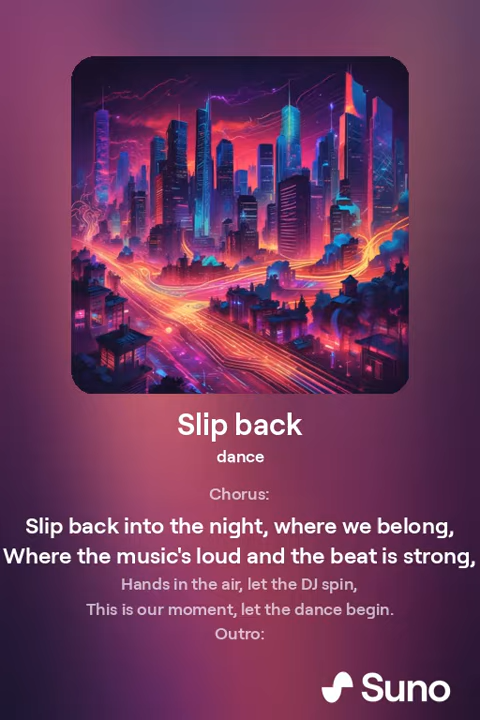 Slip back
dance
Chorus:
Slip back into the night, where we belong,
Where the music's loud and the beat is strong,
Hands in the air, let the DJ spin,
This is our moment, let the dance begin.
Outro:
Suno